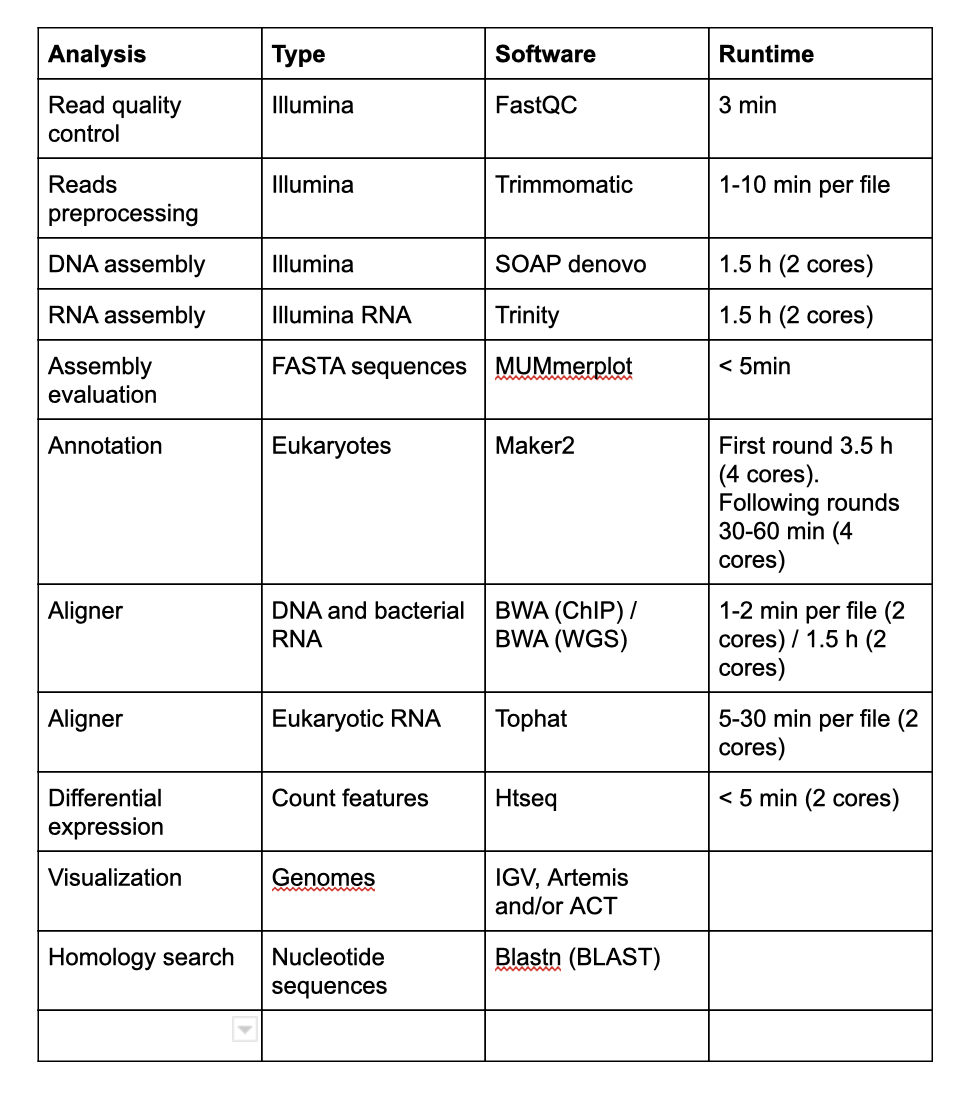 Analysis Type Software Runtime
Read quality Illumina FastQC 3 min
control
Reads Illumina Trimmomatic 1-10 min per file
preprocessing
DNA assembly Illumina SOAP denovo 1.5 h (2 cores)
RNA assembly Illumina RNA Trinity 1.5 h (2 cores)
Assembly FASTA sequences MUMmerplot < 5min
evaluation
Annotation Eukaryotes Maker2 First round 3.5 h
(4 cores).
Following rounds
30-60 min (4
cores)
Aligner DNA and bacterial BWA (ChIP) / 1-2 min per file (2
RNA BWA (WGS) cores) / 1.5 h (2
cores)
Aligner Eukaryotic RNA Tophat 5-30 min per file (2
cores)
Differential Count features Htseq < 5 min (2 cores)
expression
Visualization Genomes IGV, Artemis
and/or ACT
Homology search Nucleotide Blastn (BLAST)
sequences